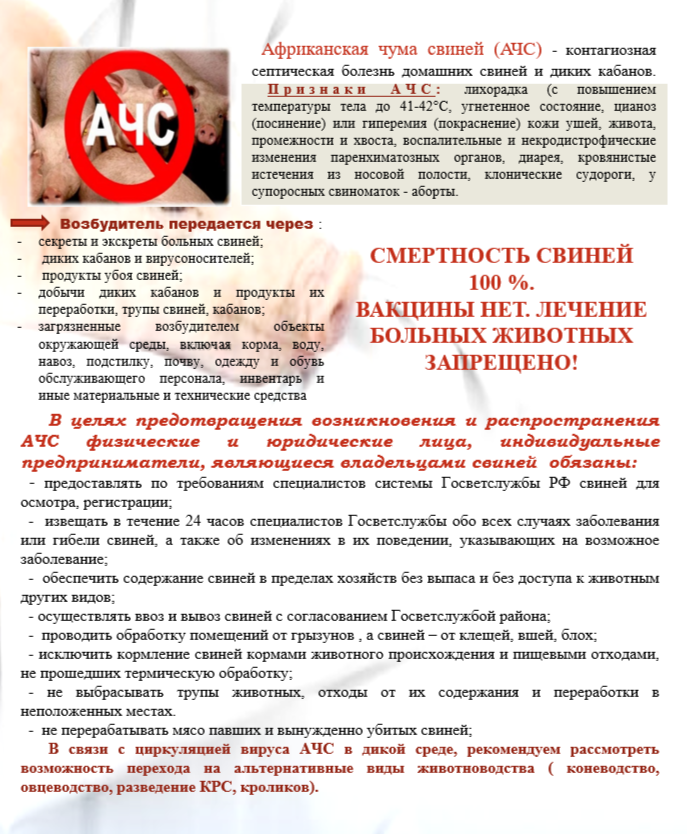 Африканская чума свиней (АЧС) - контагиозная
септическая болезнь домашних свиней и диких кабанов.
Признаки АЧС: лихорадка (с повышением
температуры тела до 41-42°С, угнетенное состояние, цианоз
(посинение) или гиперемия (покраснение) кожи ушей, живота,
промежности и хвоста, воспалительные и некродистрофические
изменения паренхиматозных органов, диарея, кровянистые
истечения из носовой полости, клонические судороги, у
супоросных свиноматок - аборты.
АЧС
Возбудитель передается через :
- секреты и экскреты больных свиней;
- диких кабанов и вирусоносителей;
- продукты убоя свиней;
- добычи диких кабанов и продукты их
переработки, трупы свиней, кабанов;
- загрязненные возбудителем объекты
окружающей среды, включая корма, воду,
навоз, подстилку, почву, одежду и обувь
обслуживающего персонала, инвентарь и
иные материальные и технические средства
СМЕРТНОСТЬ СВИНЕЙ
100 %.
ВАКЦИНЫ НЕТ. ЛЕЧЕНИЕ
БОЛЬНЫХ ЖИВОТНЫХ
ЗАПРЕЩЕНО!
В целях предотвращения возникновения и распространения
АЧС физические и юридические лица, индивидуальные
предприниматели, являющиеся владельцами свиней обязаны:
- предоставлять по требованиям специалистов системы Госветслужбы РФ свиней для
осмотра, регистрации;
- извещать в течение 24 часов специалистов Госветслужбы обо всех случаях заболевания
или гибели свиней, а также об изменениях в их поведении, указывающих на возможное
заболевание;
- обеспечить содержание свиней в пределах хозяйств без выпаса и без доступа к животным
других видов;
- осуществлять ввоз и вывоз свиней с согласованием Госветслужбой района;
- проводить обработку помещений от грызунов , а свиней – от клещей, вшей, блох;
- исключить кормление свиней кормами животного происхождения и пищевыми отходами,
не прошедших термическую обработку;
- не выбрасывать трупы животных, отходы от их содержания и переработки в
неположенных местах.
- не перерабатывать мясо павших и вынужденно убитых свиней;
В связи с циркуляцией вируса АЧС в дикой среде, рекомендуем рассмотреть
возможность перехода на альтернативные виды животноводства ( коневодство,
овцеводство, разведение КРС, кроликов).